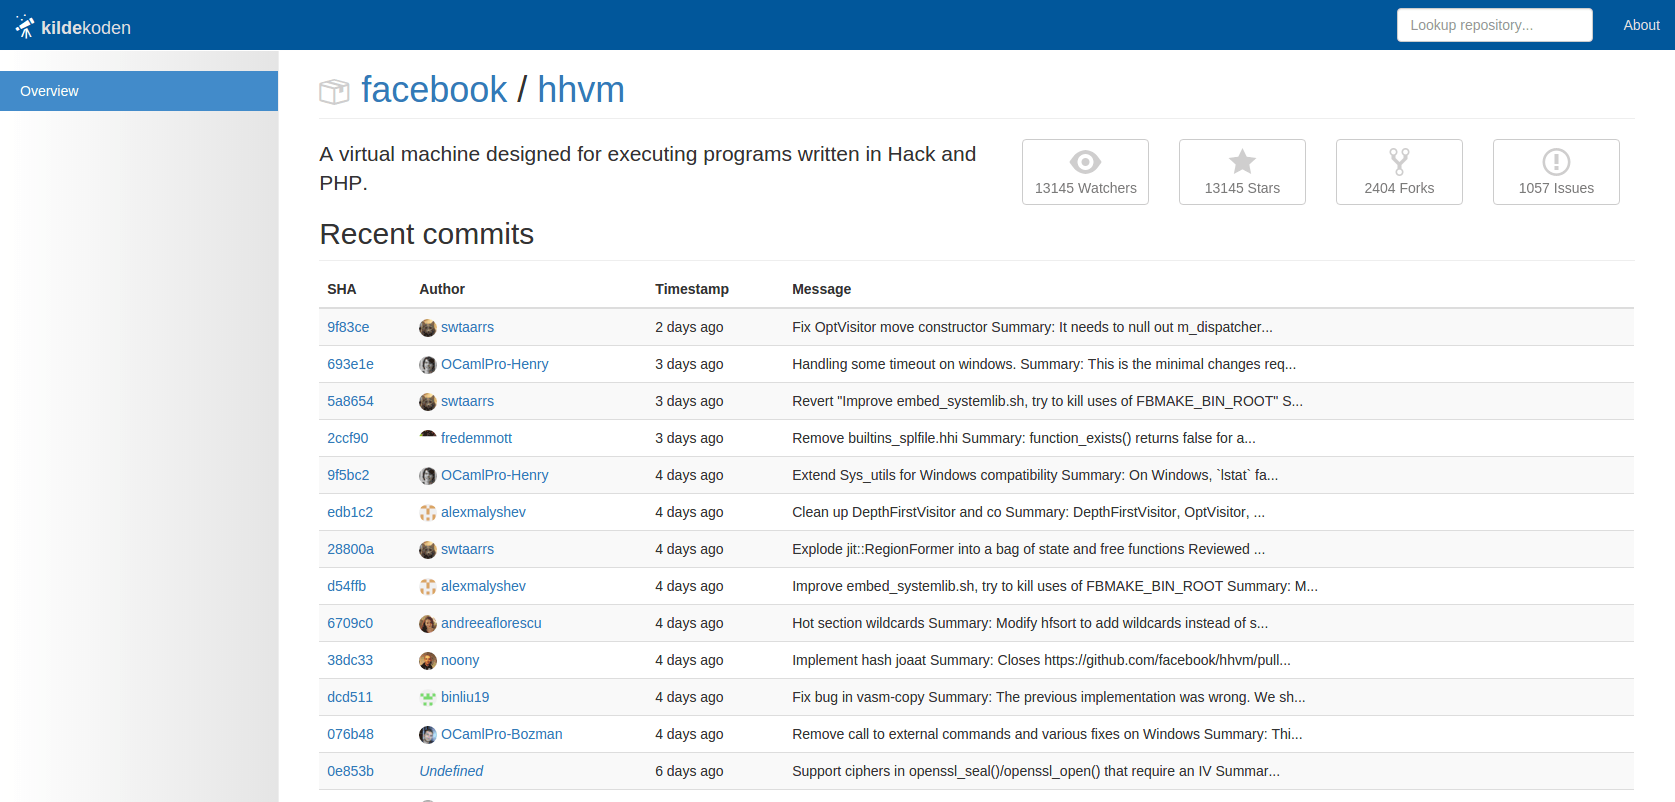 kildekoden
Lookup repository...
About
Overview
facebook / hhvm
A virtual machine designed for executing programs written in Hack and
PHP.
13145 Watchers
13145 Stars
2404 Forks
1057 Issues
Recent commits
SHA Author Timestamp Message
9f83ce swtaarrs 2 days ago Fix OptVisitor move constructor Summary: It needs to null out m_dispatcher...
693e1e OCamlPro-Henry 3 days ago Handling some timeout on windows. Summary: This is the minimal changes req...
5a8654 swtaarrs 3 days ago Revert "Improve embed_systemlib.sh, try to kill uses of FBMAKE_BIN_ROOT" S...
2ccf90 fredemmott 3 days ago Remove builtins_splfile.hhi Summary: function_exists() returns false for a...
9f5bc2 OCamlPro-Henry 4 days ago Extend Sys_utils for Windows compatibility Summary: On Windows, `lstat` fa...
edb1c2 alexmalyshev 4 days ago Clean up DepthFirstVisitor and co Summary: DepthFirstVisitor, OptVisitor, ...
28800a swtaarrs 4 days ago Explode jit::RegionFormer into a bag of state and free functions Reviewed ...
d54ffb alexmalyshev 4 days ago Improve embed_systemlib.sh, try to kill uses of FBMAKE_BIN_ROOT Summary: M...
6709c0 andreeaflorescu 4 days ago Hot section wildcards Summary: Modify hfsort to add wildcards instead of s...
38dc33 noony 4 days ago Implement hash joaat Summary: Closes https://github.com/facebook/hhvm/pull...
dcd511 binliu19 4 days ago Fix bug in vasm-copy Summary: The previous implementation was wrong. We sh...
076b48 OCamlPro-Bozman 4 days ago Remove call to external commands and various fixes on Windows Summary: Thi...
0e853b Undefined 6 days ago Support ciphers in openssl_seal()/openssl_open() that require an IV Summar...